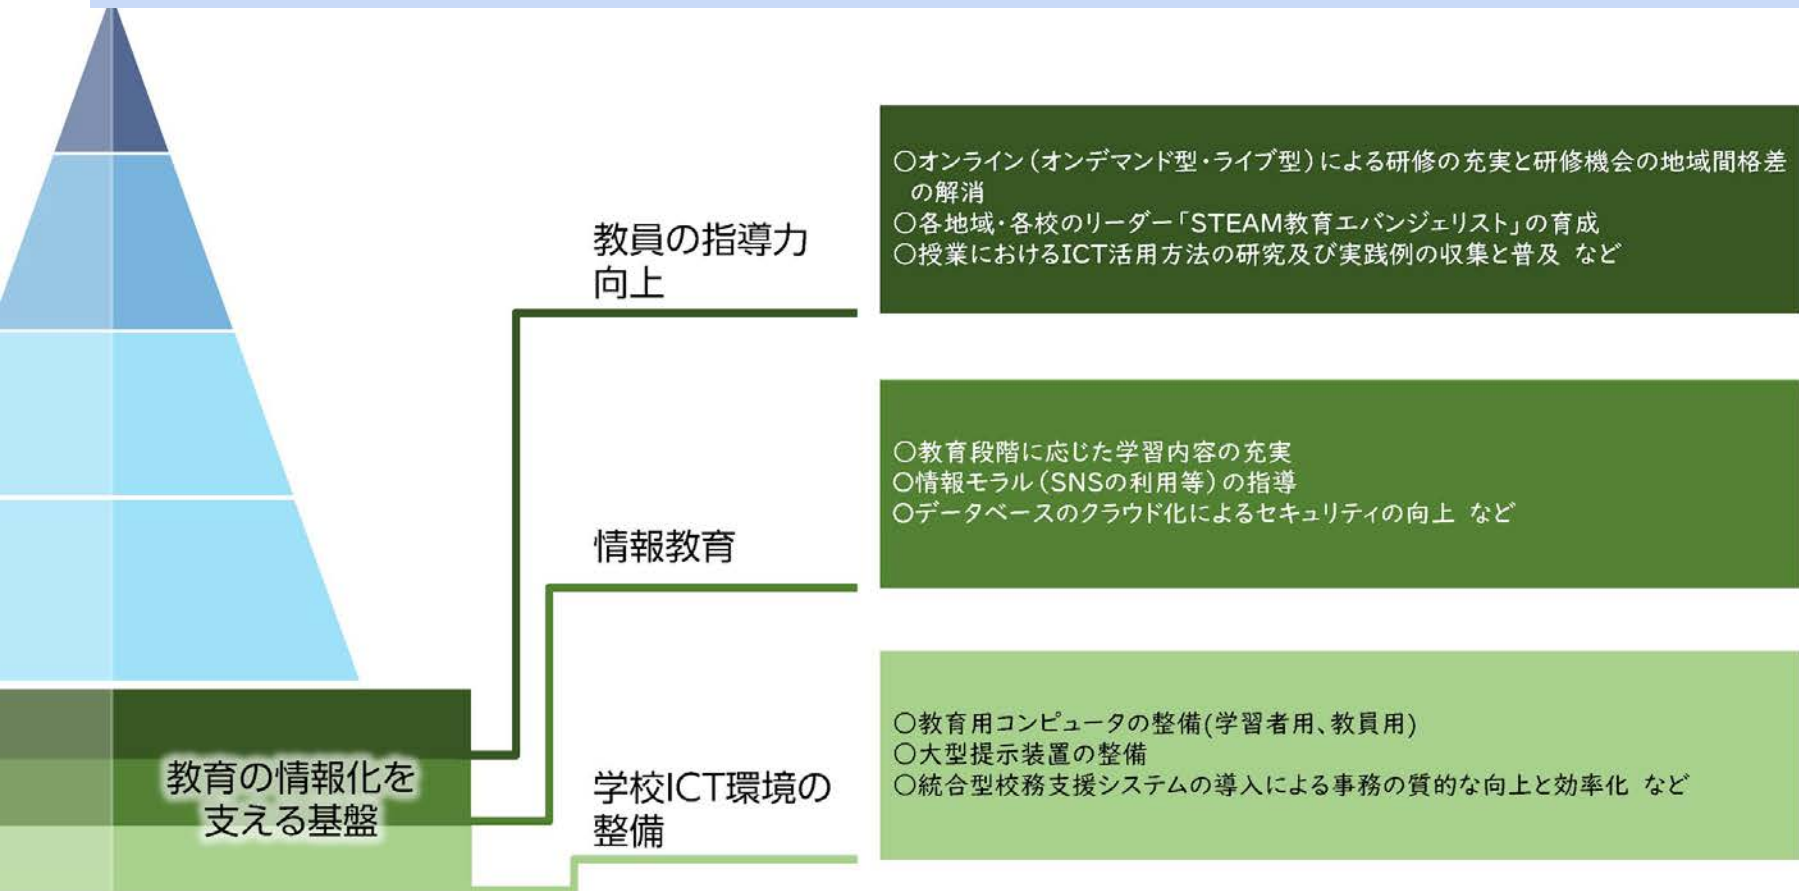 教員の指導力
向上
○オンライン(オンデマンド型・ライブ型)による研修の充実と研修機会の地域間格差
の解消
○各地域・各校のリーダー「STEAM教育エバンジェリスト」の育成
○授業におけるICT活用方法の研究及び実践例の収集と普及 など
情報教育
○教育段階に応じた学習内容の充実
○情報モラル(SNSの利用等)の指導
○データベースのクラウド化によるセキュリティの向上 など
教育の情報化を
支える基盤
学校ICT環境の
整備
○教育用コンピュータの整備(学習者用、教員用)
○大型提示装置の整備
○統合型校務支援システムの導入による事務の質的な向上と効率化 など